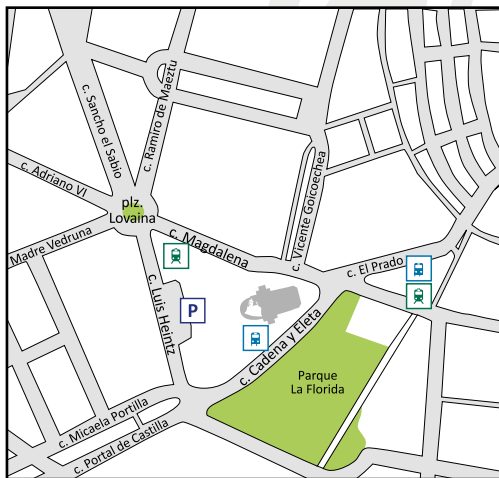 c. Sancho el Sabio
c. Ramiro de Maeztu
c. Adriano VI
plz.
Lovaina
Madre Vedruna
c. Magdalena
c. Vicente Goicoechea
c. El Prado
c. Luis Heintz
P
c. Cadena y Eleta
Parque
La Florida
c. Micaela Portilla
c. Portal de Castilla